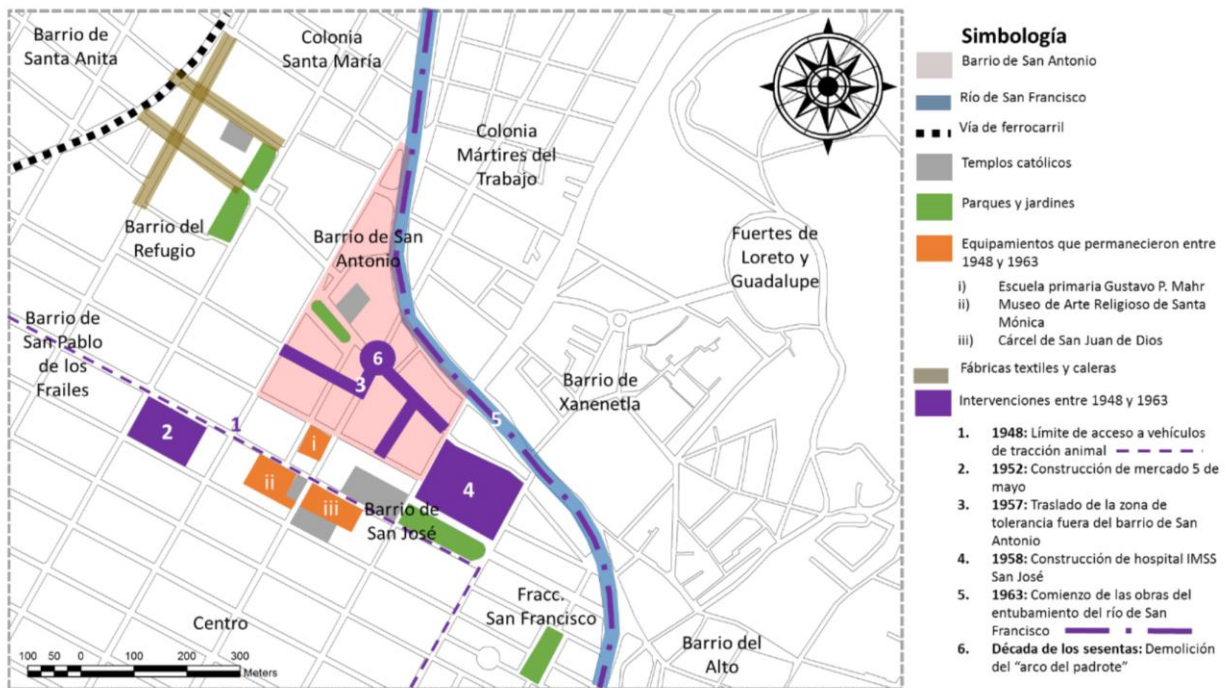 Barrio de
Santa Anita
Colonia
Santa María
Colonia
Mártires del
Trabajo
Barrio del
Refugio
Barrio de San
Antonio
Fuertes de
Loreto y
Guadalupe
Barrio de
San Pablo
de los
Frailes
6
3
1
2
5
Barrio de
Xanenetla
i
ii
iii
4
Barrio de
San José
Centro
Fracc.
San Francisco
Barrio del
Alto
100 50 0 100 200 300
Meters
Simbología
Barrio de San Antonio
Río de San Francisco
Vía de ferrocarril
Templos católicos
Parques y jardines
Equipamientos que permanecieron entre
1948 y 1963
i) Escuela primaria Gustavo P. Mahr
ii) Museo de Arte Religioso de Santa
Mónica
iii) Cárcel de San Juan de Dios
Fábricas textiles y caleras
Intervenciones entre 1948 y 1963
1. 1948: Límite de acceso a vehículos
de tracción animal
2. 1952: Construcción de mercado 5 de
mayo
3. 1957: Traslado de la zona de
tolerancia fuera del barrio de San
Antonio
4. 1958: Construcción de hospital IMSS
San José
5. 1963: Comienzo de las obras del
entubamiento del río de San
Francisco
6. Década de los sesentas: Demolición
del “arco del padrote”